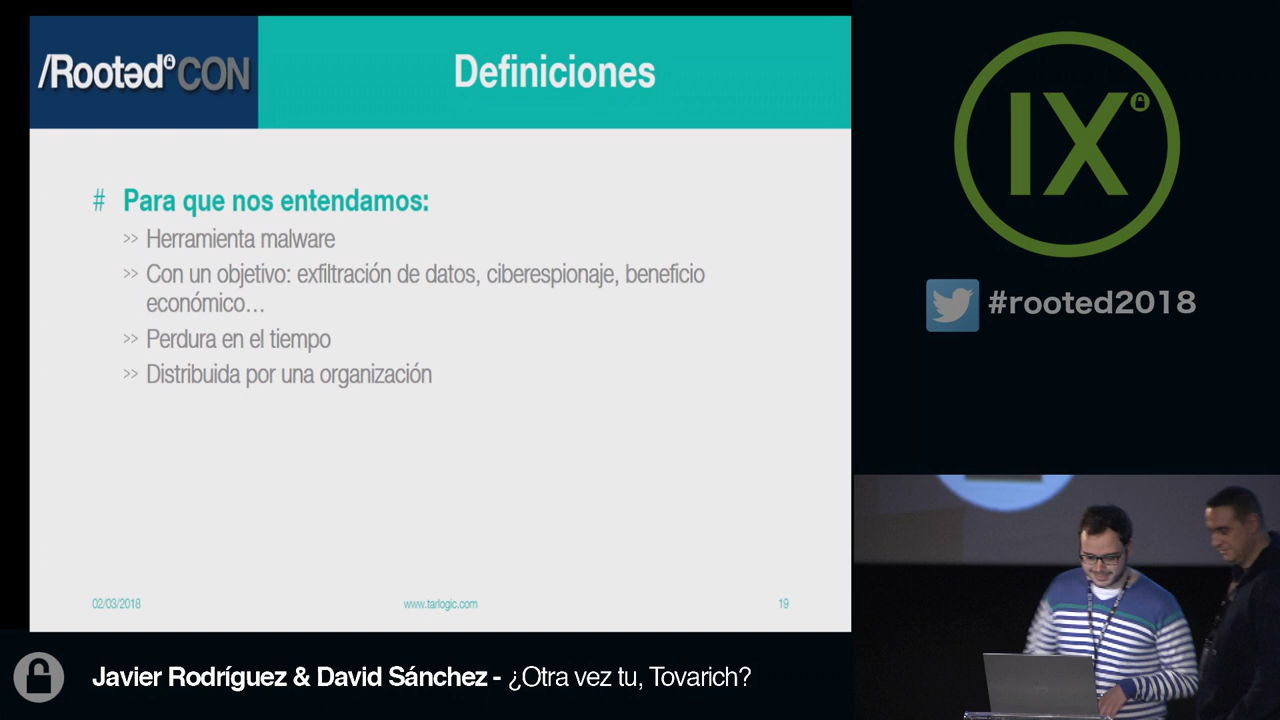 /RootedCON
Definiciones
IX
# Para que nos entendamos:
>> Herramienta malware
>> Con un objetivo: exfiltración de datos, ciberespionaje, beneficio
económico...
>> Perdura en el tiempo
>> Distribuida por una organización
#rooted2018
02/03/2018
www.tarlogic.com
19
Javier Rodríguez & David Sánchez - ¿Otra vez tu, Tovarich?